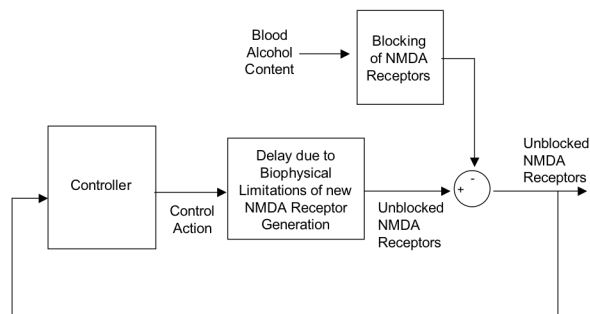 Blood
Alcohol
Content
Blocking
of NMDA
Receptors
Controller
Control
Action
Delay due to
Biophysical
Limitations of new
NMDA Receptor
Generation
Unblocked
NMDA
Receptors
+
-
Unblocked
NMDA
Receptors